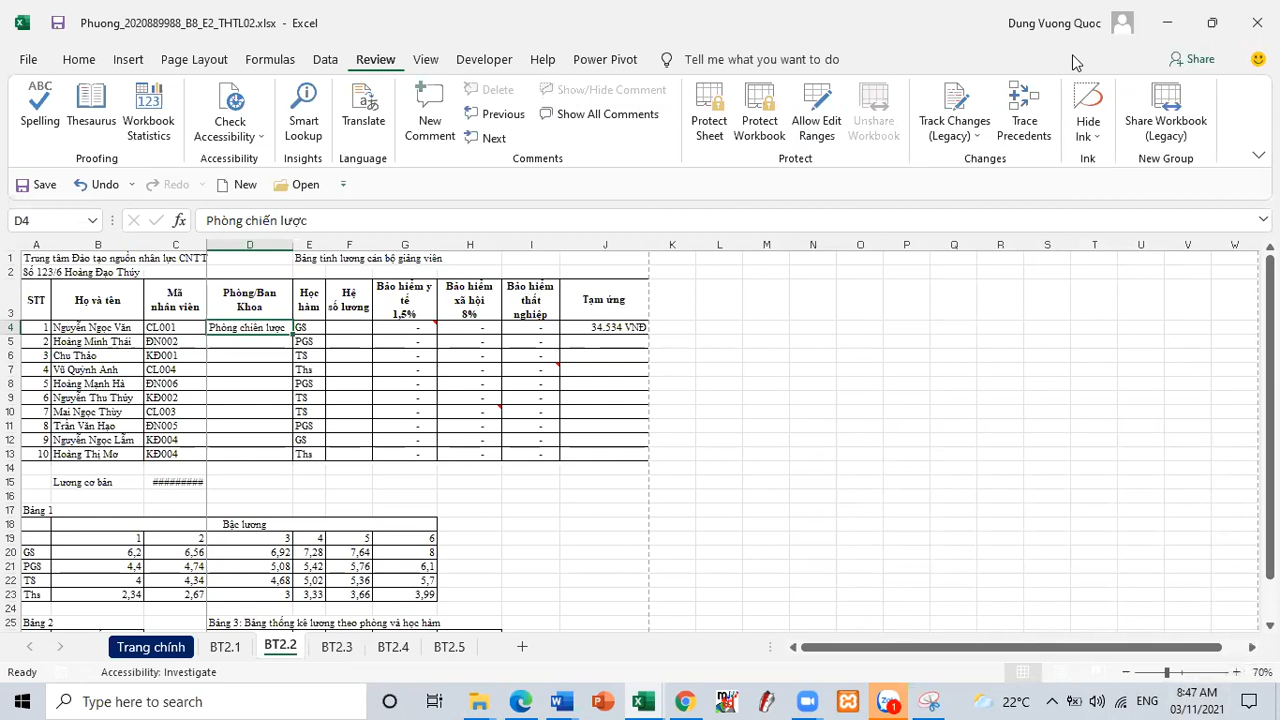 Phuong_2020889988_B8_E2_THTL02.xlsx - Excel
Dung Vuong Quoc
File Home Insert Page Layout Formulas Data Review View Developer Help Power Pivot Tell me what you want to do Share
Spelling Thesaurus Workbook Statistics
Check Accessibility
Smart Lookup
Translate
New Comment
Delete Show/Hide Comment
Previous Show All Comments
Next
Protect Sheet Protect Workbook Allow Edit Ranges Unshare Workbook
Track Changes (Legacy) Trace Precedents
Hide Ink
Share Workbook (Legacy)
Proofing Accessibility Insights Language Comments Protect Changes Ink New Group
Save Undo Redo New Open
D4 fx Phòng chiến lược
A B C D E F G H I J K L M N O P Q R S T U V W
1 Trung tâm Đào tạo nguồn nhân lực CNTT Bảng tính lương cán bộ giảng viên
2 Số 123/6 Hoàng Đạo Thúy
3 STT Họ và tên Mã nhân viên Phòng/Ban Khoa Học hàm Hệ số lương Bảo hiểm y tế 1,5% Bảo hiểm xã hội 8% Bảo hiểm thất nghiệp Tạm ứng
4 1 Nguyễn Ngọc Văn CL001 Phòng chiến lược GS - - - 34.534 VNĐ
5 2 Hoàng Minh Thái ĐN002 PGS - - -
6 3 Chu Thảo KĐ001 TS - - -
7 4 Vũ Quỳnh Anh CL004 Ths - - -
8 5 Hoàng Mạnh Hà ĐN006 PGS - - -
9 6 Nguyễn Thu Thủy KĐ002 TS - - -
10 7 Mai Ngọc Thùy CL003 TS - - -
11 8 Trần Văn Hạo ĐN005 PGS - - -
12 9 Nguyễn Ngọc Lâm KĐ004 GS - - -
13 10 Hoàng Thị Mơ KĐ004 Ths - - -
14
15 Lương cơ bản #########
16
17 Bảng 1
18 Bậc lương
19 1 2 3 4 5 6
20 GS 6,2 6,56 6,92 7,28 7,64 8
21 PGS 4,4 4,74 5,08 5,42 5,76 6,1
22 TS 4 4,34 4,68 5,02 5,36 5,7
23 Ths 2,34 2,67 3 3,33 3,66 3,99
24
25 Bảng 2 Bảng 3: Bảng thống kê lương theo phòng và học hàm
Trang chính BT2.1 BT2.2 BT2.3 BT2.4 BT2.5
Ready Accessibility: Investigate 70%
Type here to search 22°C ENG 8:47 AM
03/11/2021